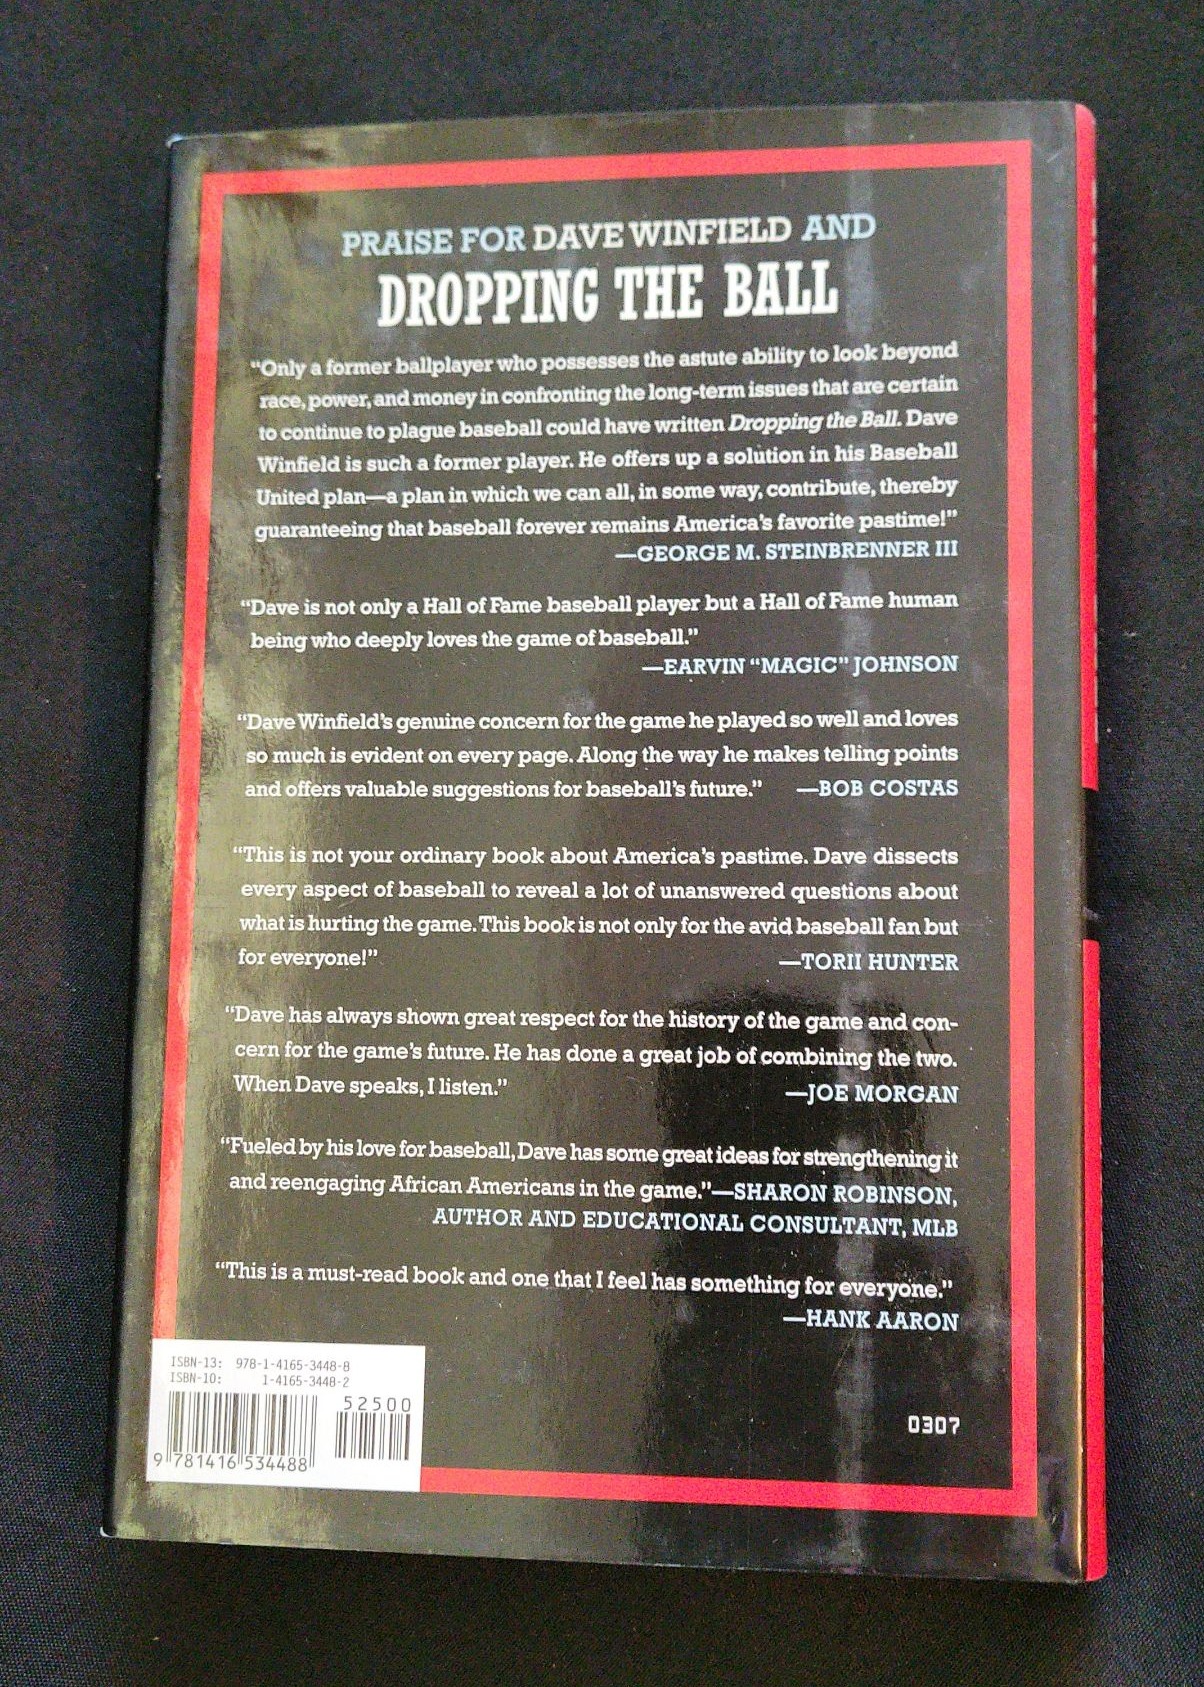 PRAISE FOR DAVE WINFIELD AND
DROPPING THE BALL
“Only a former ballplayer who possesses the astute ability to look beyond
race, power, and money in confronting the long-term issues that are certain
to continue to plague baseball could have written Dropping the Ball. Dave
Winfield is such a former player. He offers up a solution in his Baseball
United plan—a plan in which we can all, in some way, contribute, thereby
guaranteeing that baseball forever remains America’s favorite pastime!”
—GEORGE M. STEINBRENNER III
“Dave is not only a Hall of Fame baseball player but a Hall of Fame human
being who deeply loves the game of baseball.”
—EARVIN “MAGIC” JOHNSON
“Dave Winfield’s genuine concern for the game he played so well and loves
so much is evident on every page. Along the way he makes telling points
and offers valuable suggestions for baseball’s future.” —BOB COSTAS
“This is not your ordinary book about America’s pastime. Dave dissects
every aspect of baseball to reveal a lot of unanswered questions about
what is hurting the game. This book is not only for the avid baseball fan but
for everyone!” —TORII HUNTER
“Dave has always shown great respect for the history of the game and con-
cern for the game’s future. He has done a great job of combining the two.
When Dave speaks, I listen.” —JOE MORGAN
“Fueled by his love for baseball, Dave has some great ideas for strengthening it
and reengaging African Americans in the game.”—SHARON ROBINSON,
AUTHOR AND EDUCATIONAL CONSULTANT, MLB
“This is a must-read book and one that I feel has something for everyone.”
—HANK AARON
ISBN-13: 978-1-4165-3448-8
ISBN-10: 1-4165-3448-2
52500
9 781416 534488
0307